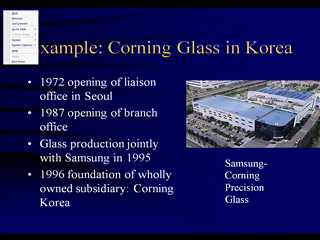 xample: Corning Glass in Korea
• 1972 opening of liaison
office in Seoul
• 1987 opening of branch
office
• Glass production jointly
with Samsung in 1995
• 1996 foundation of wholly
owned subsidiary: Corning
Korea
Samsung-
Corning
Precision
Glass